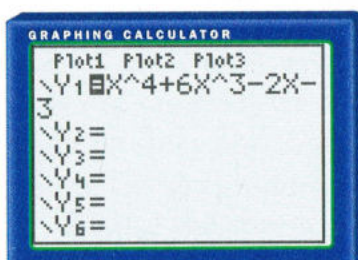 GRAPHING CALCULATOR
Plot1 Plot2 Plot3
\Y1=X^4+6X^3-2X-
3
\Y2=
\Y3=
\Y4=
\Y5=
\Y6=